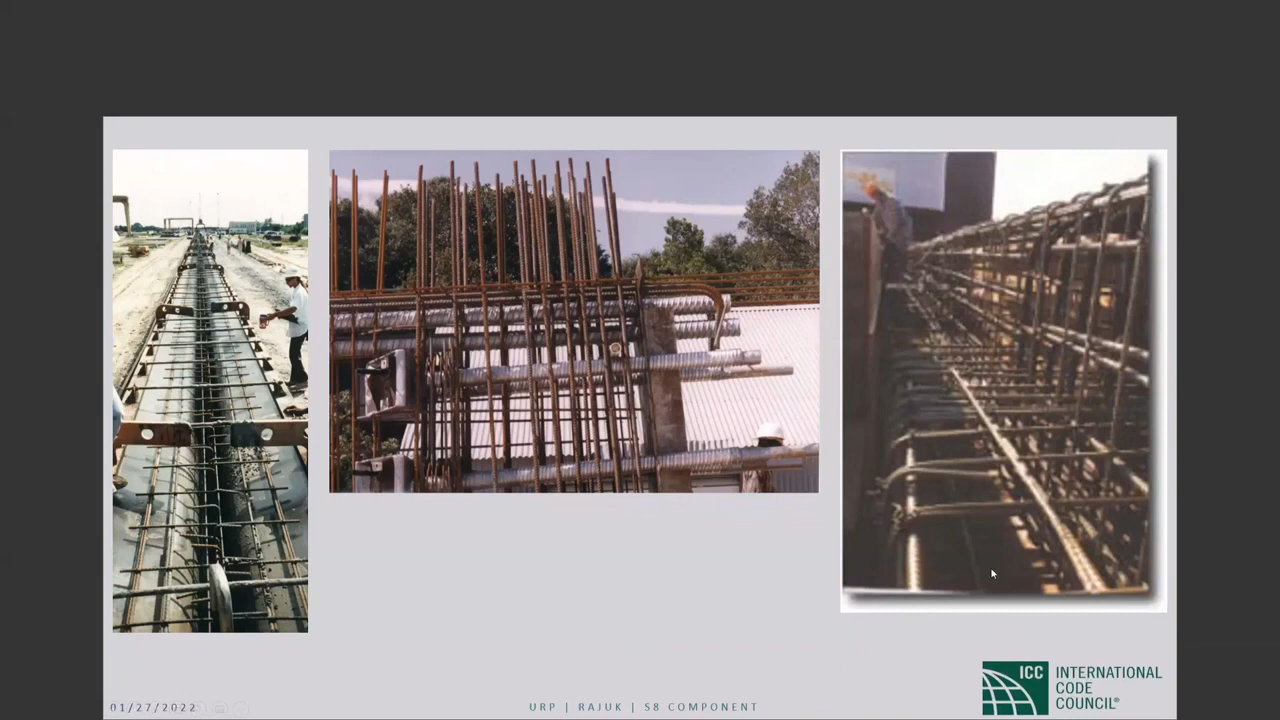 01/27/2022
URP | RAJUK | S8 COMPONENT
ICC
INTERNATIONAL
CODE
COUNCIL®